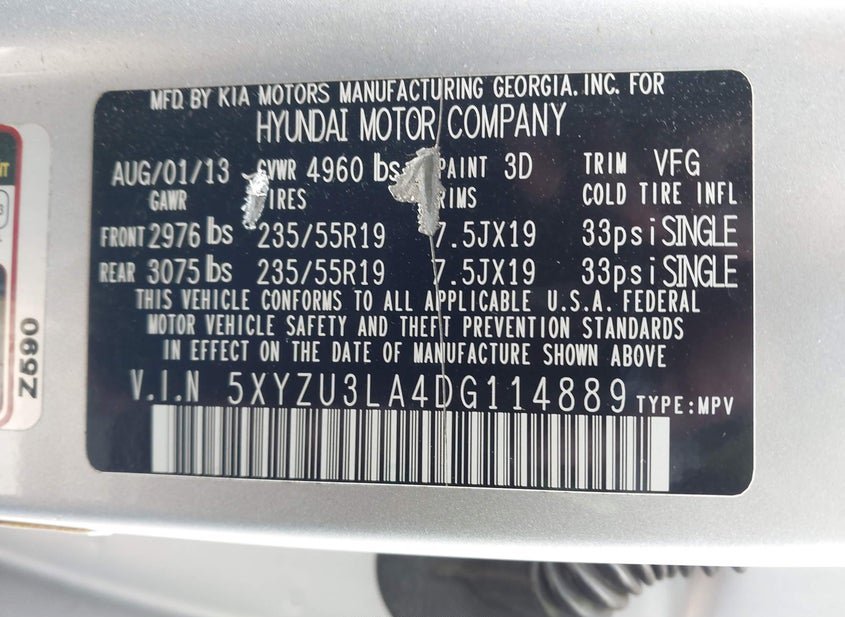 MFD. BY KIA MOTORS MANUFACTURING GEORGIA. INC. FOR
HYUNDAI MOTOR COMPANY
AUG/01/13 GVWR 4960 lbs PAINT 3D TRIM VFG
GAWR TIRES RIMS COLD TIRE INFL
FRONT 2976 lbs 235/55R19 7.5JX19 33psi SINGLE
REAR 3075 lbs 235/55R19 7.5JX19 33psi SINGLE
THIS VEHICLE CONFORMS TO ALL APPLICABLE U.S.A. FEDERAL
MOTOR VEHICLE SAFETY AND THEFT PREVENTION STANDARDS
IN EFFECT ON THE DATE OF MANUFACTURE SHOWN ABOVE
V.I.N 5XYZU3LA4DG114889 TYPE:MPV
Z590